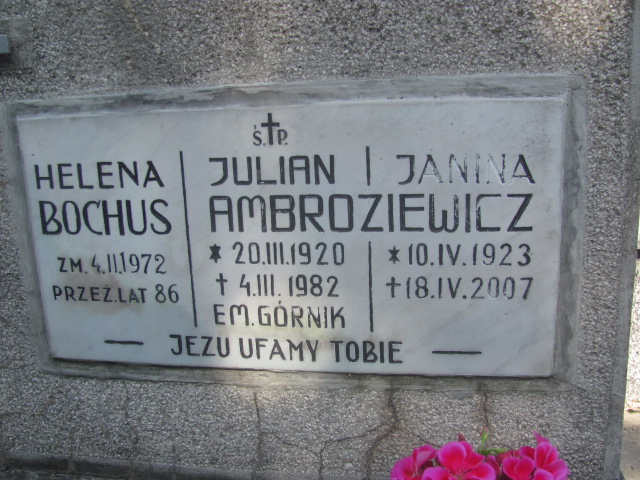 Ś.†P.
HELENA
BOCHUS
ZM. 4.II.1972
PRZEŻ. LAT 86
JULIAN | JANINA
AMBROZIEWICZ
* 20.III.1920
† 4.III.1982
EM. GÓRNIK
* 10.IV.1923
† 18.IV.2007
— JEZU UFAMY TOBIE —